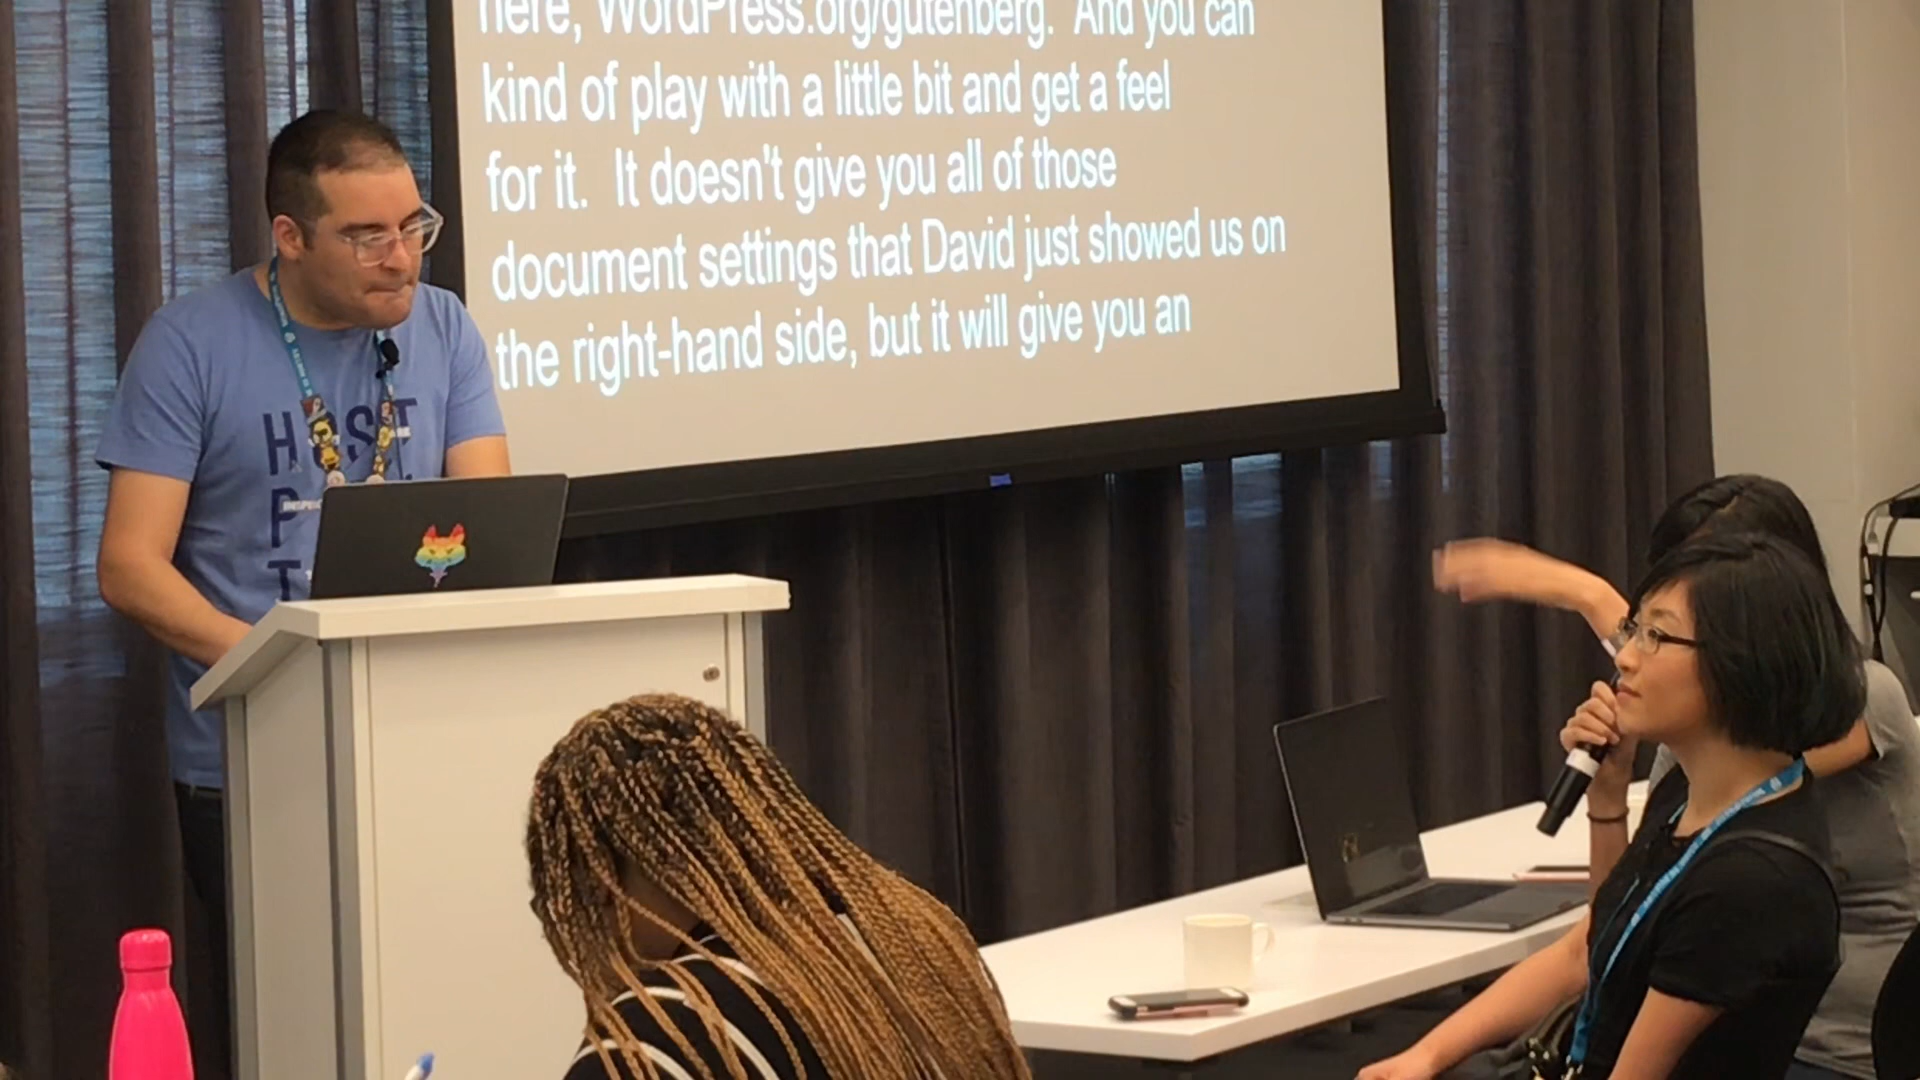 here, WordPress.org/gutenberg. And you can
kind of play with a little bit and get a feel
for it. It doesn't give you all of those
document settings that David just showed us on
the right-hand side, but it will give you an